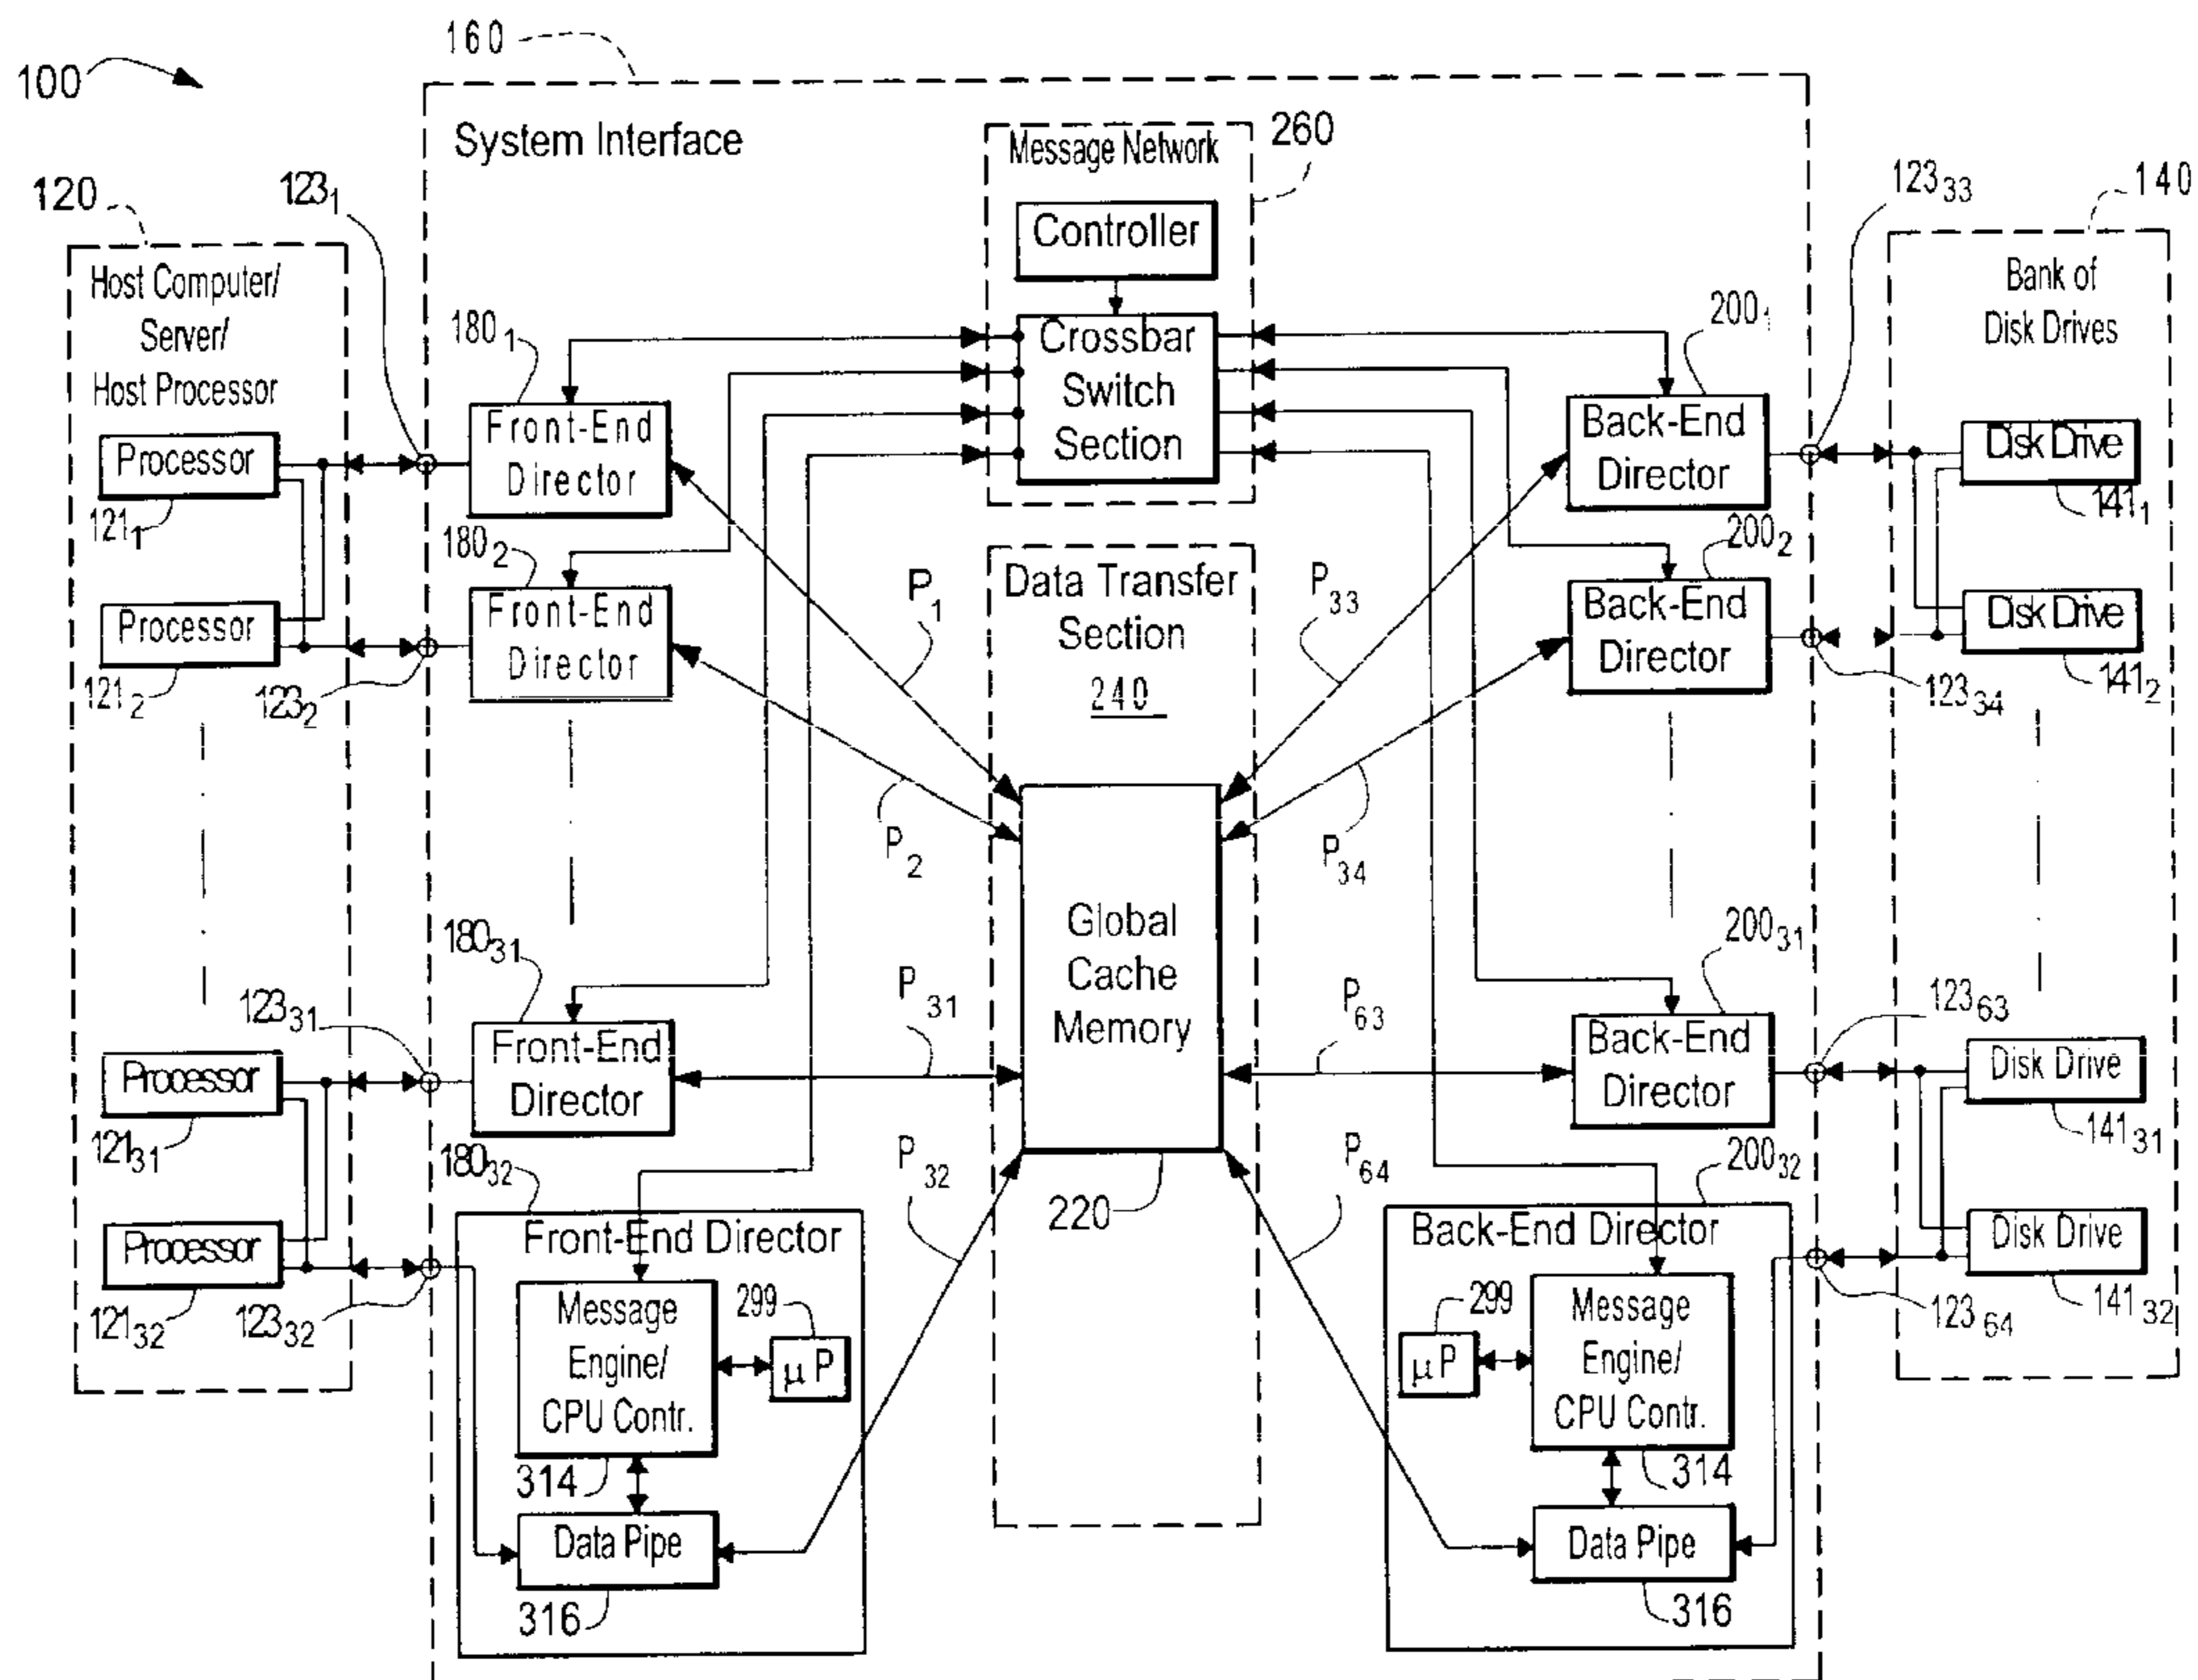 160
100
System Interface
Message Network
260
Controller
Crossbar
Switch
Section
120
123₁
Host Computer/
Server/
Host Processor
Processor
121₁
Processor
121₂
123₂
180₁
Front-End
Director
180₂
Front-End
Director
P₁
P₂
Data Transfer
Section
240
Global
Cache
Memory
220
P₃₃
P₃₄
200₁
Back-End
Director
200₂
Back-End
Director
123₃₃
140
Bank of
Disk Drives
Disk Drive
141₁
Disk Drive
141₂
123₃₄
123₃₁
Processor
121₃₁
Processor
121₃₂
123₃₂
180₃₁
Front-End
Director
P₃₁
180₃₂
P₃₂
Front-End Director
Message
Engine/
CPU Contr.
299
μP
314
Data Pipe
316
P₆₃
P₆₄
200₃₁
Back-End
Director
200₃₂
Back-End Director
299
μP
Message
Engine/
CPU Contr.
314
Data Pipe
316
123₆₃
Disk Drive
141₃₁
Disk Drive
141₃₂
123₆₄